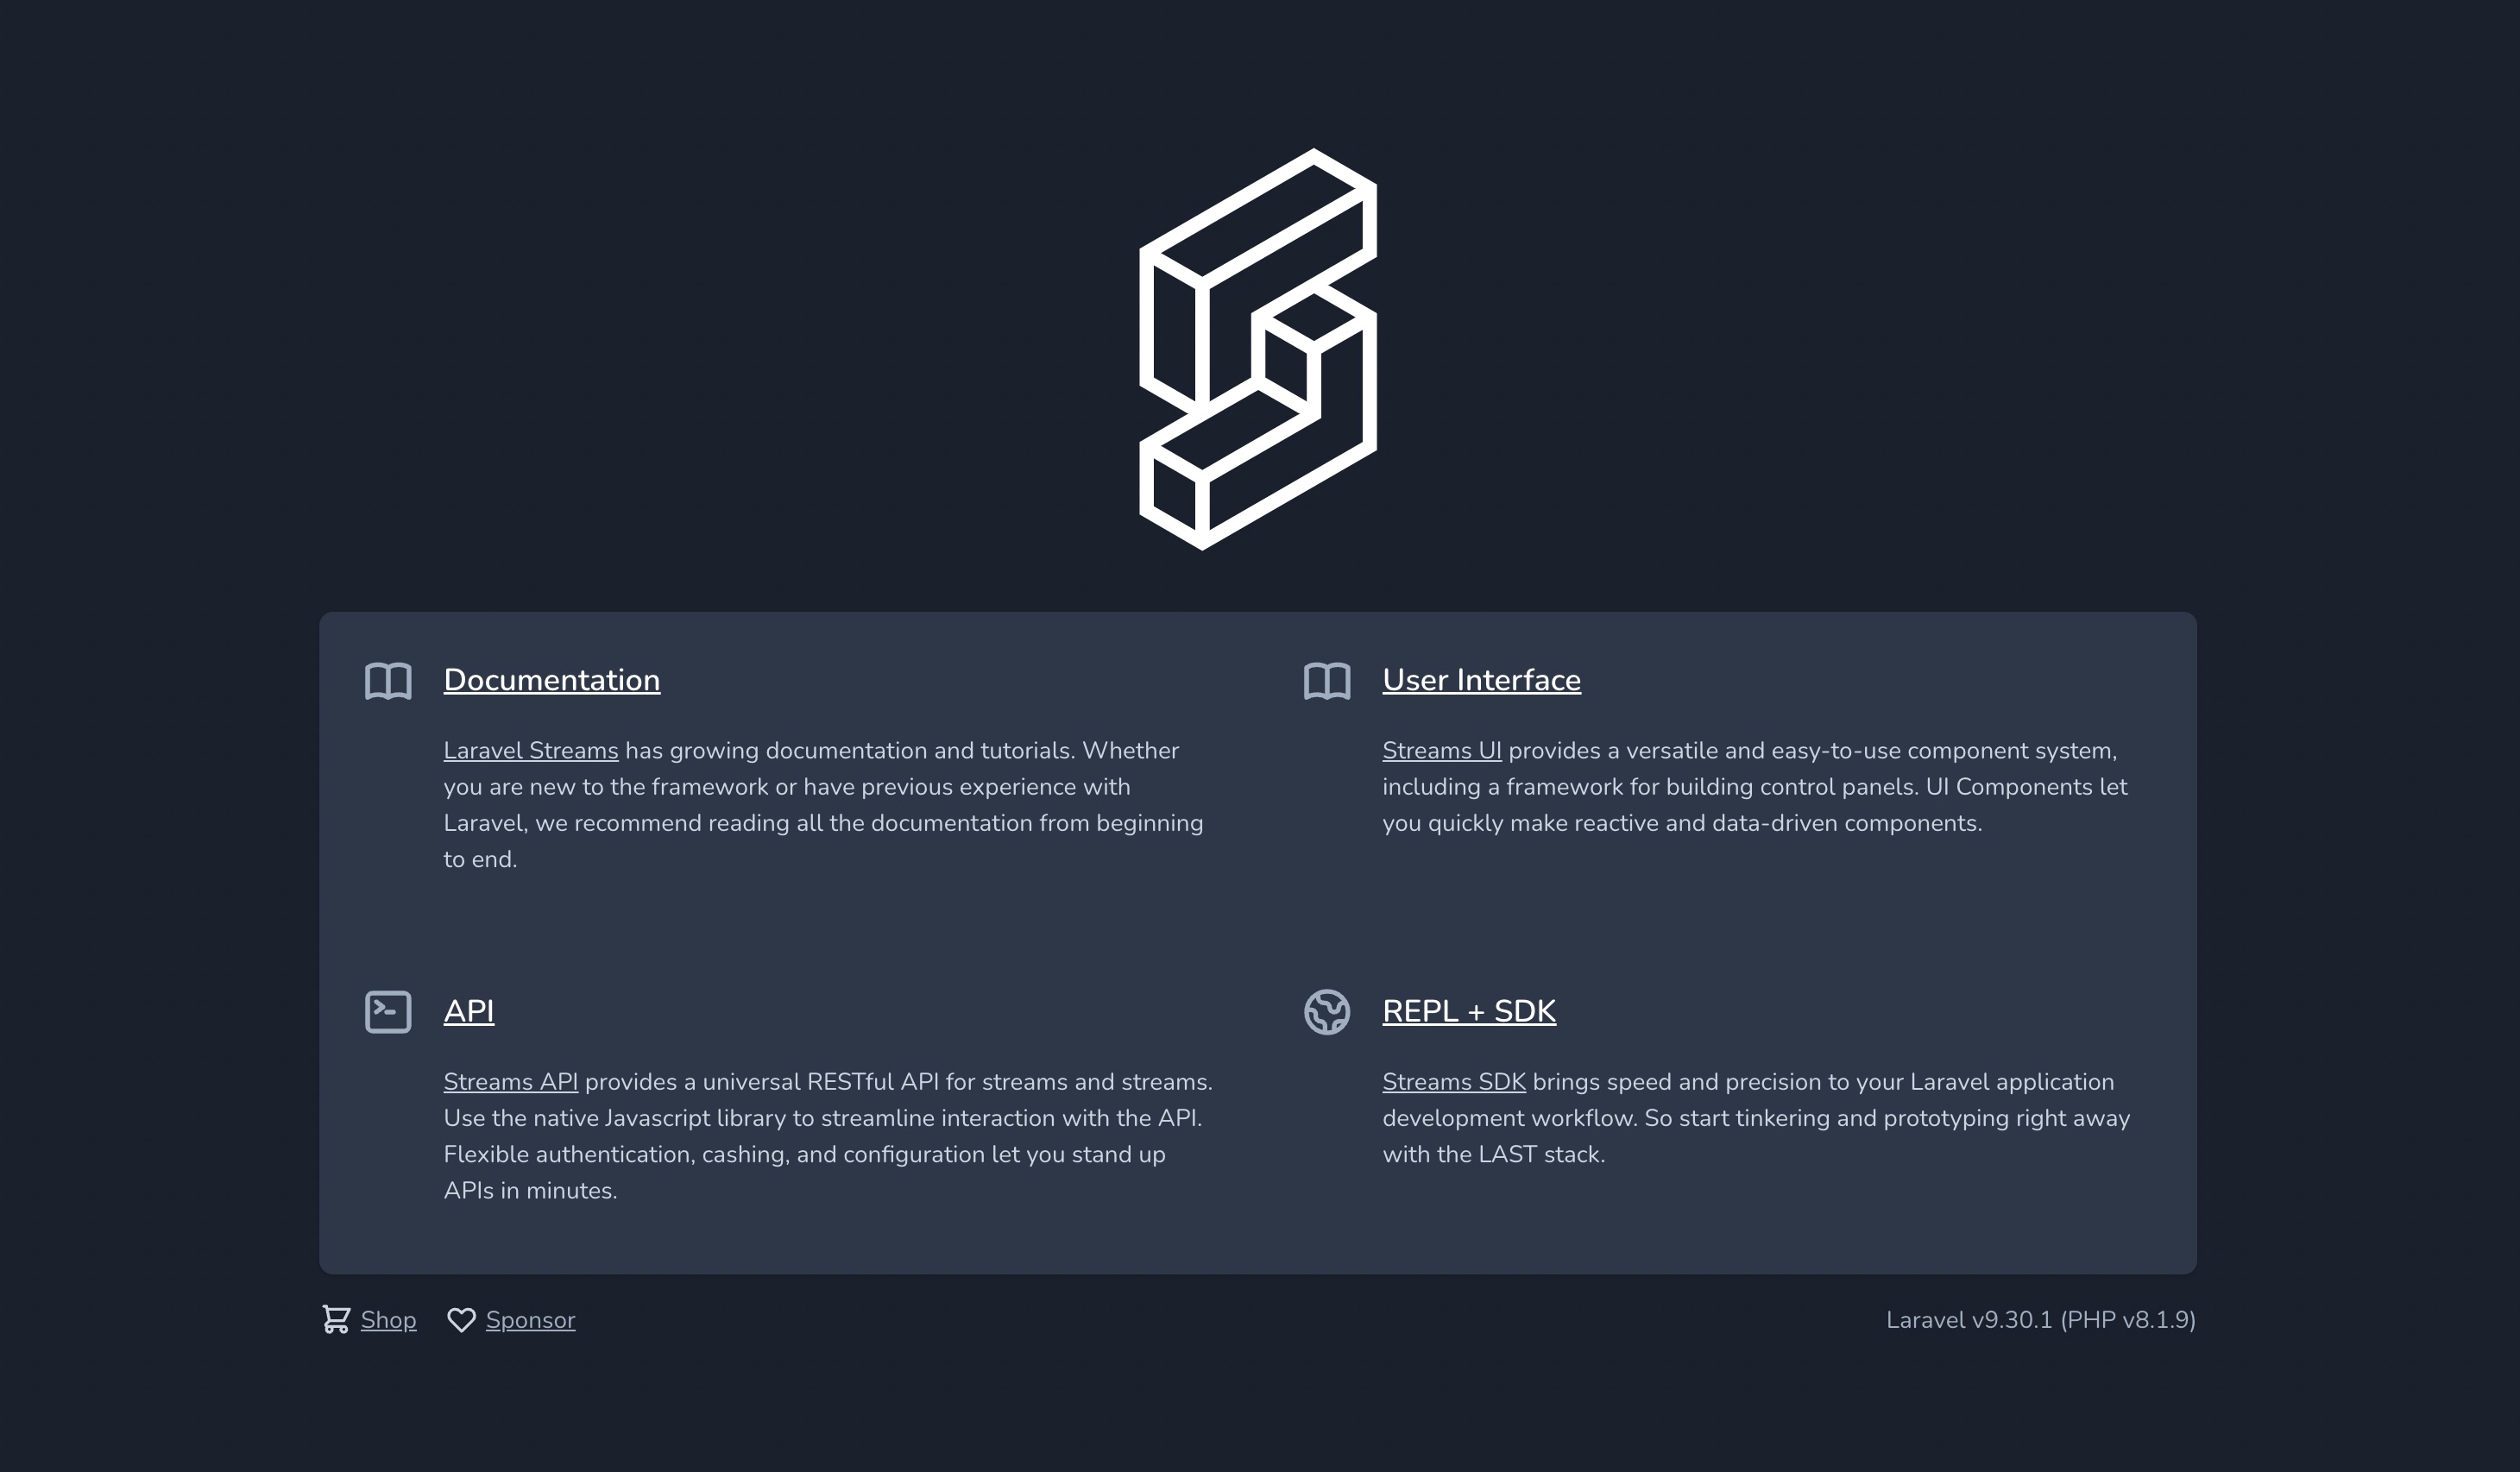 Documentation
Laravel Streams has growing documentation and tutorials. Whether
you are new to the framework or have previous experience with
Laravel, we recommend reading all the documentation from beginning
to end.
User Interface
Streams UI provides a versatile and easy-to-use component system,
including a framework for building control panels. UI Components let
you quickly make reactive and data-driven components.
API
Streams API provides a universal RESTful API for streams and streams.
Use the native Javascript library to streamline interaction with the API.
Flexible authentication, cashing, and configuration let you stand up
APIs in minutes.
REPL + SDK
Streams SDK brings speed and precision to your Laravel application
development workflow. So start tinkering and prototyping right away
with the LAST stack.
Shop
Sponsor
Laravel v9.30.1 (PHP v8.1.9)